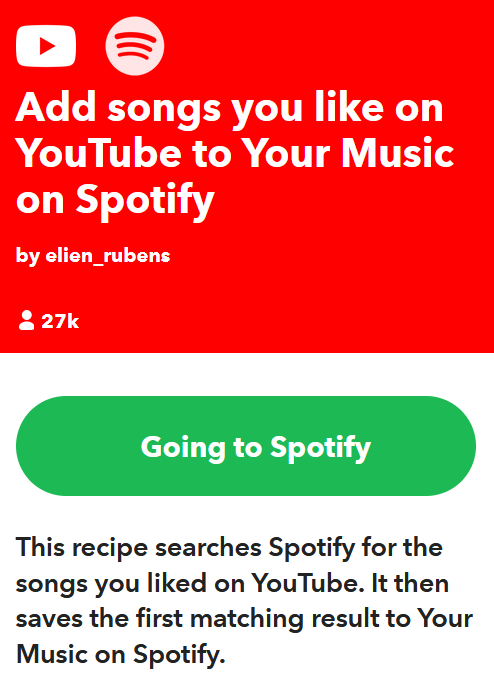 Add songs you like on
YouTube to Your Music
on Spotify
by elien_rubens
27k
Going to Spotify
This recipe searches Spotify for the
songs you liked on YouTube. It then
saves the first matching result to Your
Music on Spotify.